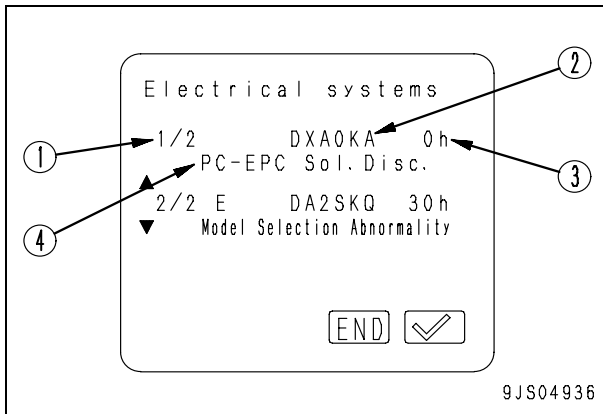 Electrical systems
1/2 DXA0KA 0h
PC-EPC Sol.Disc.
▲
2/2 E DA2SKQ 30h
▼ Model Selection Abnormality
END
1
2
3
4
9JS04936